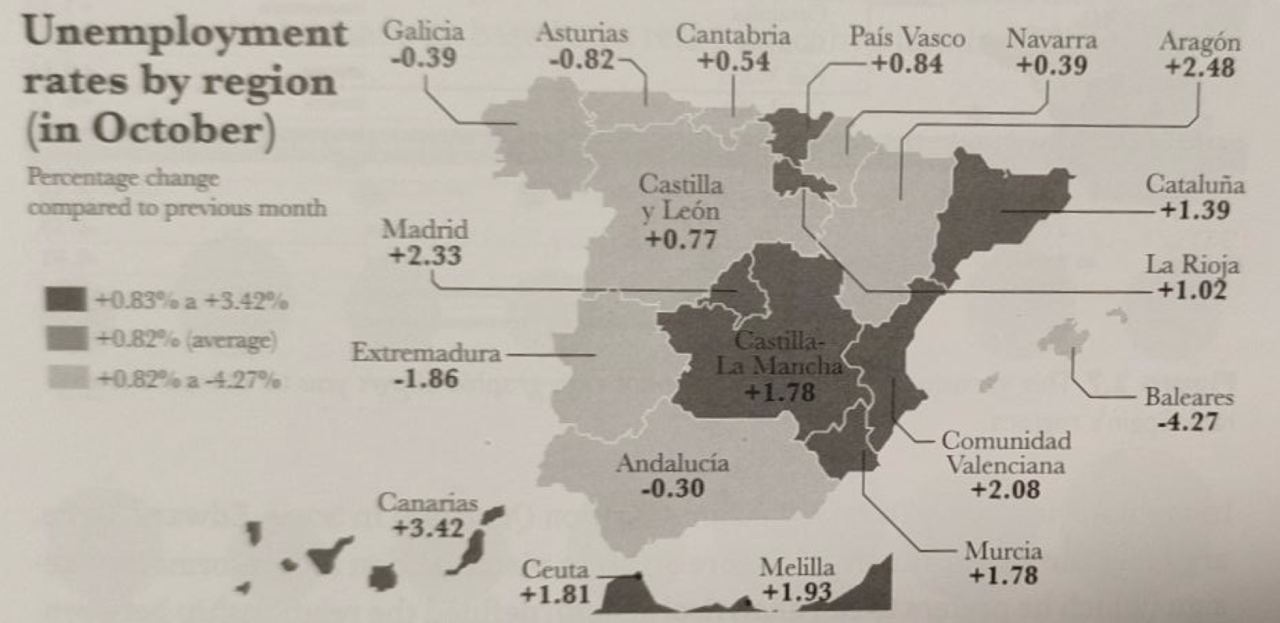 Unemployment
rates by region
(in October)
Percentage change
compared to previous month
+0.83% a +3.42%
+0.82% (average)
+0.82% a -4.27%
Galicia
-0.39
Asturias
-0.82
Cantabria
+0.54
País Vasco
+0.84
Navarra
+0.39
Aragón
+2.48
Castilla
y León
+0.77
Cataluña
+1.39
Madrid
+2.33
La Rioja
+1.02
Extremadura
-1.86
Castilla-
La Mancha
+1.78
Baleares
-4.27
Comunidad
Valenciana
+2.08
Andalucía
-0.30
Canarias
+3.42
Ceuta
+1.81
Melilla
+1.93
Murcia
+1.78